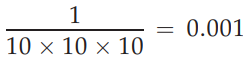 1 / (10 × 10 × 10) = 0.001